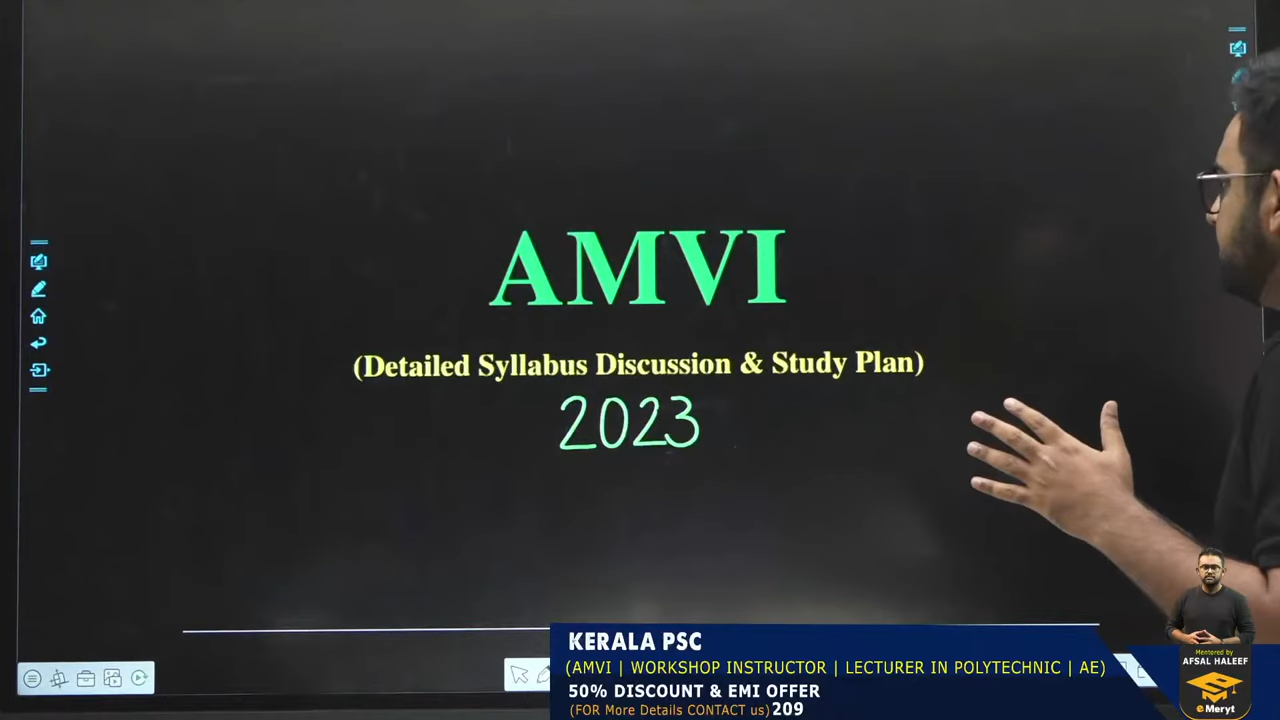 AMVI
(Detailed Syllabus Discussion & Study Plan)
2023
KERALA PSC
(AMVI | WORKSHOP INSTRUCTOR | LECTURER IN POLYTECHNIC | AE)
50% DISCOUNT & EMI OFFER
(FOR More Details CONTACT us) 209
Mentored by
AFSAL HALEEF
eMeryt